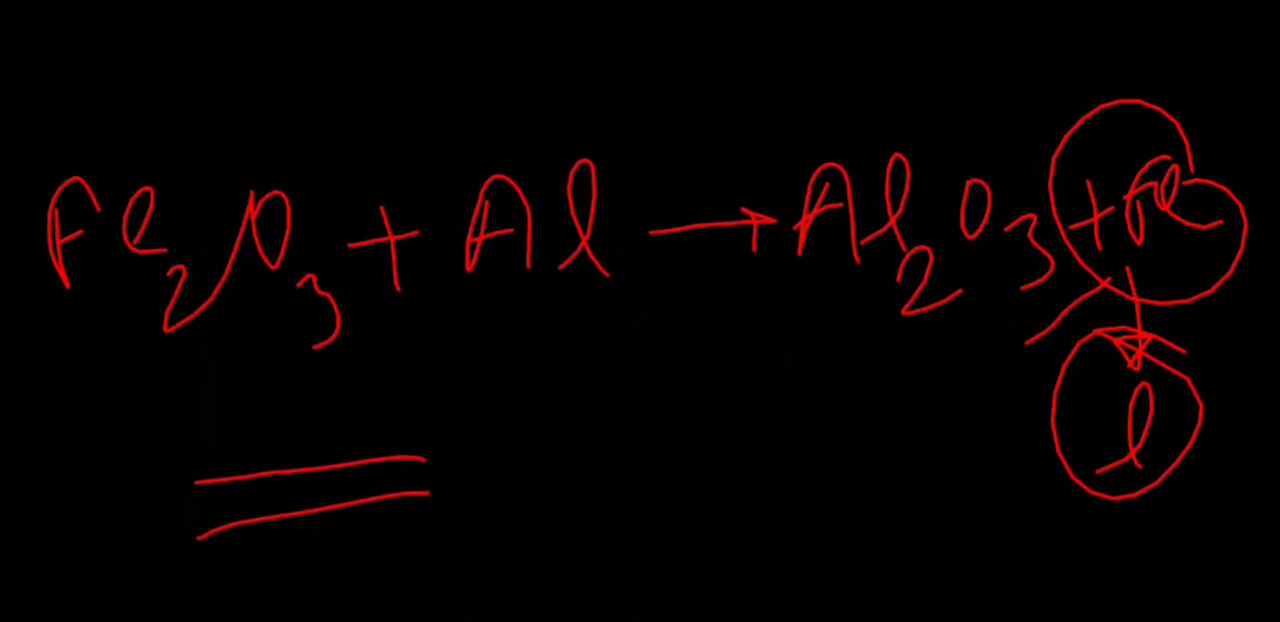 Fe2O3 + Al → Al2O3 + Fe
l